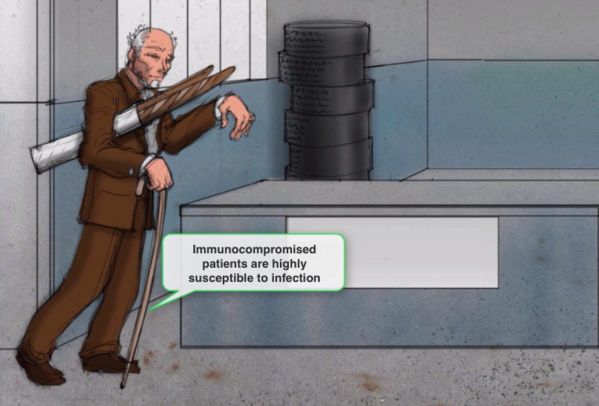 Immunocompromised
patients are highly
susceptible to infection